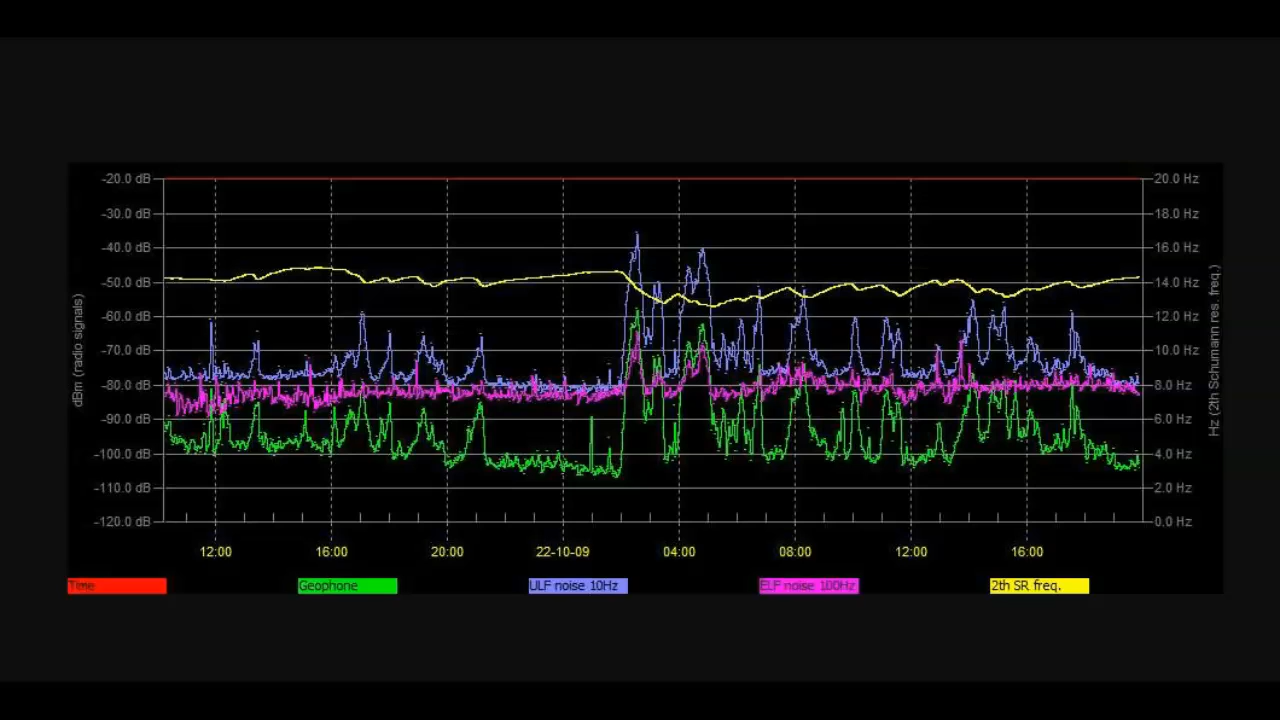 -20.0 dB
-30.0 dB
-40.0 dB
-50.0 dB
-60.0 dB
-70.0 dB
-80.0 dB
-90.0 dB
-100.0 dB
-110.0 dB
-120.0 dB
dBm (radio signals)
20.0 Hz
18.0 Hz
16.0 Hz
14.0 Hz
12.0 Hz
10.0 Hz
8.0 Hz
6.0 Hz
4.0 Hz
2.0 Hz
0.0 Hz
Hz (2th Schumann res. freq.)
12:00 16:00 20:00 22-10-09 04:00 08:00 12:00 16:00
Time Geophone ULF noise 10Hz ELF noise 100Hz 2th SR freq.